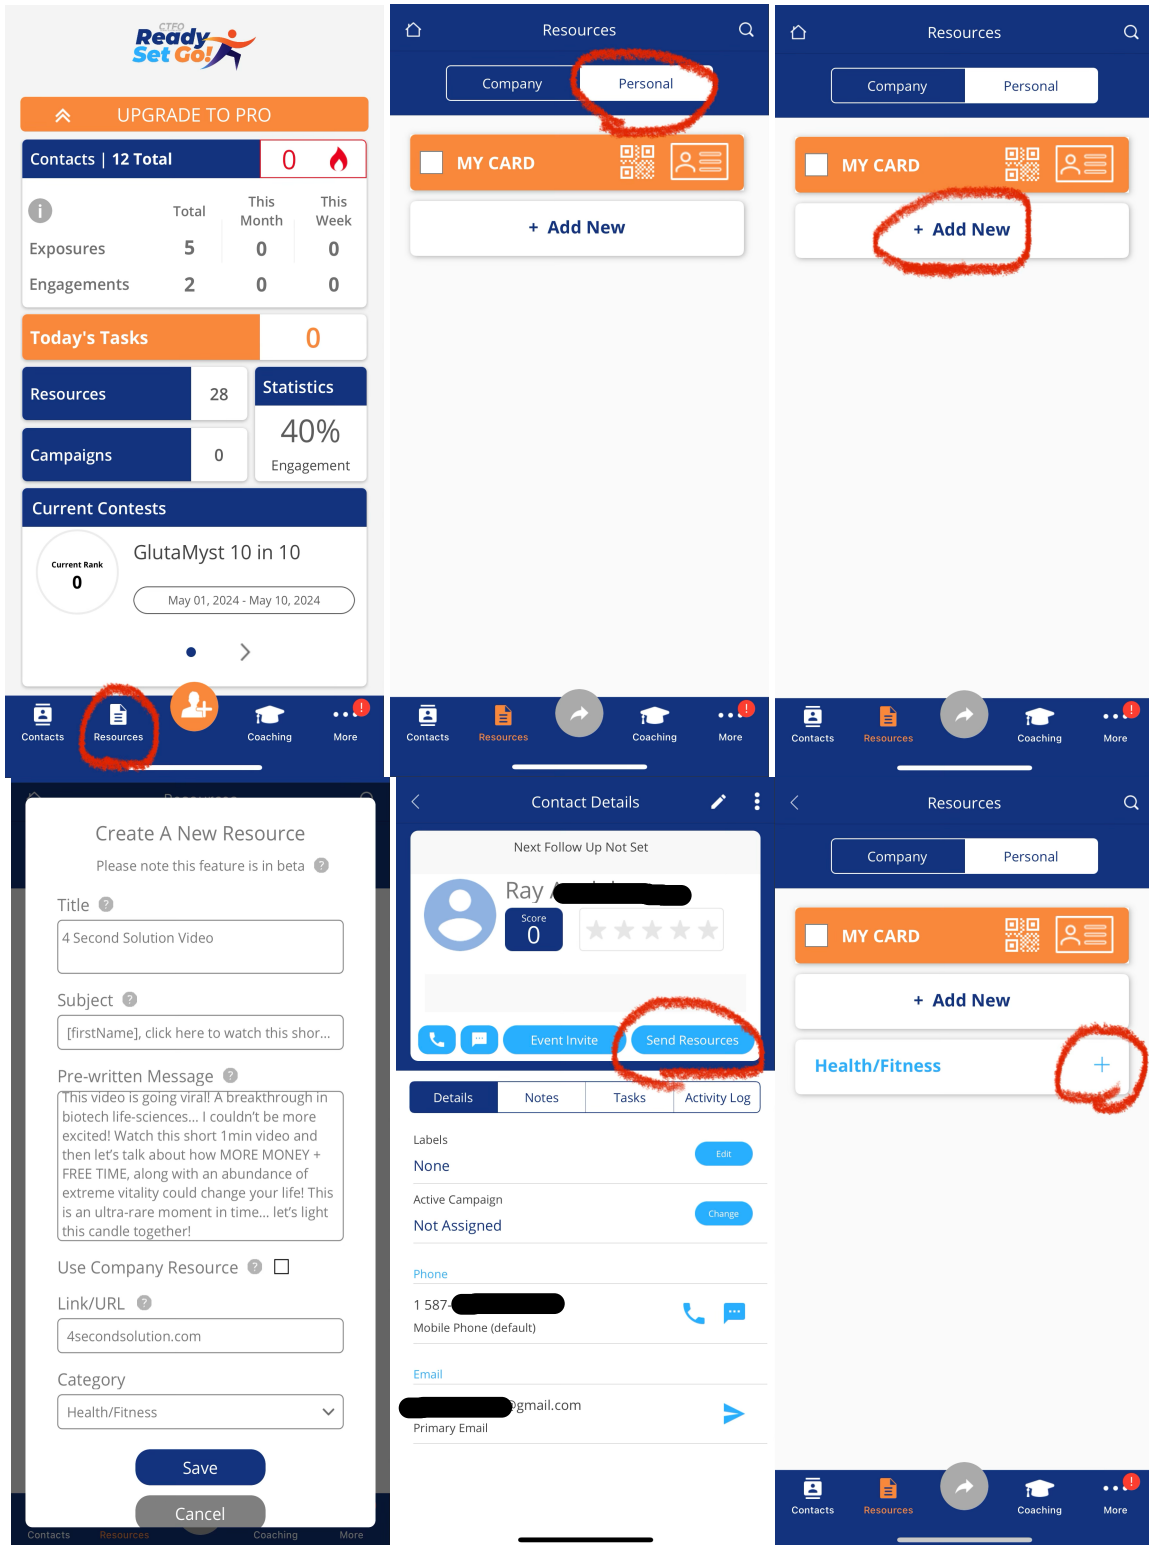 CTFO
Ready
Set Go!
UPGRADE TO PRO
Contacts | 12 Total
0
Total
This
Month
This
Week
Exposures
5
0
0
Engagements
2
0
0
Today's Tasks
0
Resources
28
Campaigns
0
Statistics
40%
Engagement
Current Contests
Current Rank
0
GlutaMyst 10 in 10
May 01, 2024 - May 10, 2024
Contacts
Resources
Coaching
More
Resources
Company
Personal
MY CARD
+ Add New
Contacts
Resources
Coaching
More
Resources
Company
Personal
MY CARD
+ Add New
Contacts
Resources
Coaching
More
Create A New Resource
Please note this feature is in beta ?
Title ?
4 Second Solution Video
Subject ?
[firstName], click here to watch this shor...
Pre-written Message ?
This video is going viral! A breakthrough in
biotech life-sciences... I couldn't be more
excited! Watch this short 1min video and
then let's talk about how MORE MONEY +
FREE TIME, along with an abundance of
extreme vitality could change your life! This
is an ultra-rare moment in time... let's light
this candle together!
Use Company Resource ?
Link/URL ?
4secondsolution.com
Category
Health/Fitness
Save
Cancel
Contacts
Resources
Coaching
More
Contact Details
Next Follow Up Not Set
Ray
Score
0
Event Invite
Send Resources
Details
Notes
Tasks
Activity Log
Labels
None
Edit
Active Campaign
Not Assigned
Change
Phone
1 587-
Mobile Phone (default)
Email
@gmail.com
Primary Email
Resources
Company
Personal
MY CARD
+ Add New
Health/Fitness
+
Contacts
Resources
Coaching
More